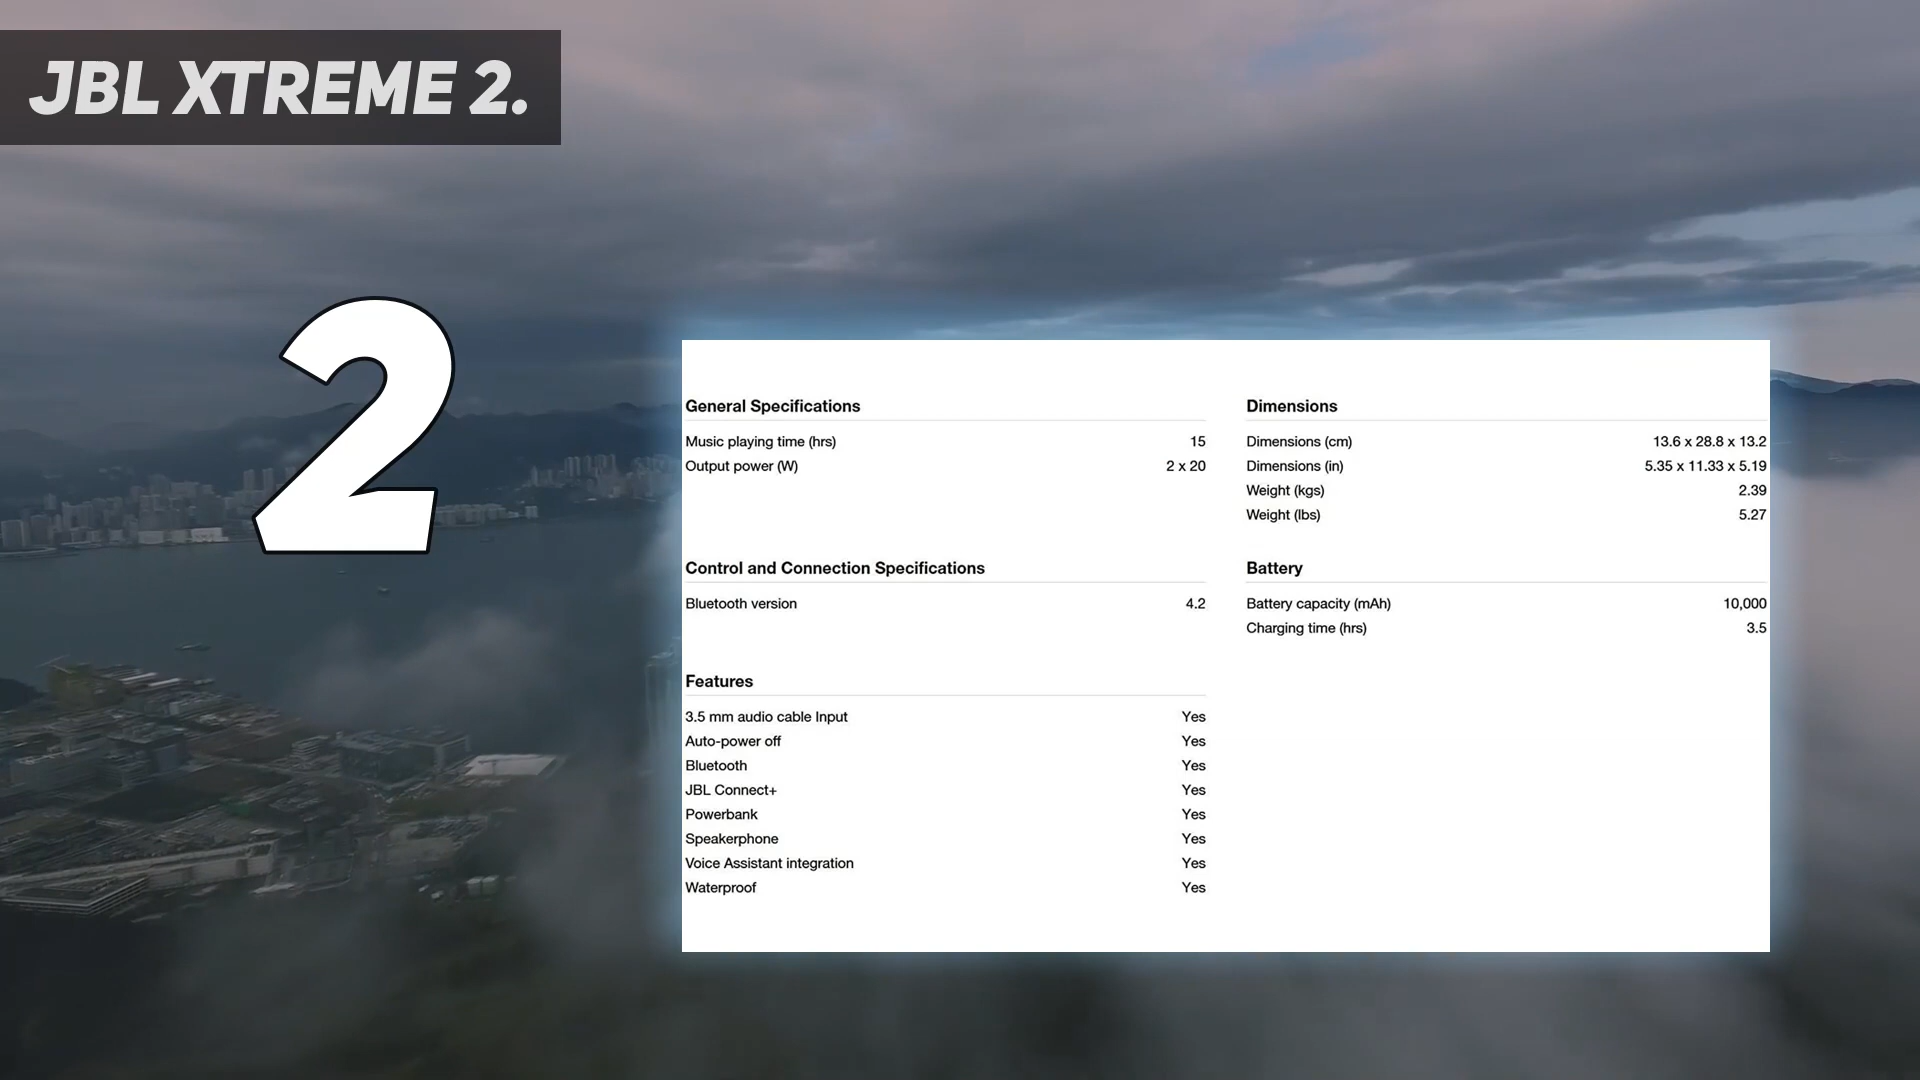 JBL XTREME 2.
2
General Specifications
Music playing time (hrs) 15
Output power (W) 2 x 20
Dimensions
Dimensions (cm) 13.6 x 28.8 x 13.2
Dimensions (in) 5.35 x 11.33 x 5.19
Weight (kgs) 2.39
Weight (lbs) 5.27
Control and Connection Specifications
Bluetooth version 4.2
Battery
Battery capacity (mAh) 10,000
Charging time (hrs) 3.5
Features
3.5 mm audio cable Input Yes
Auto-power off Yes
Bluetooth Yes
JBL Connect+ Yes
Powerbank Yes
Speakerphone Yes
Voice Assistant integration Yes
Waterproof Yes